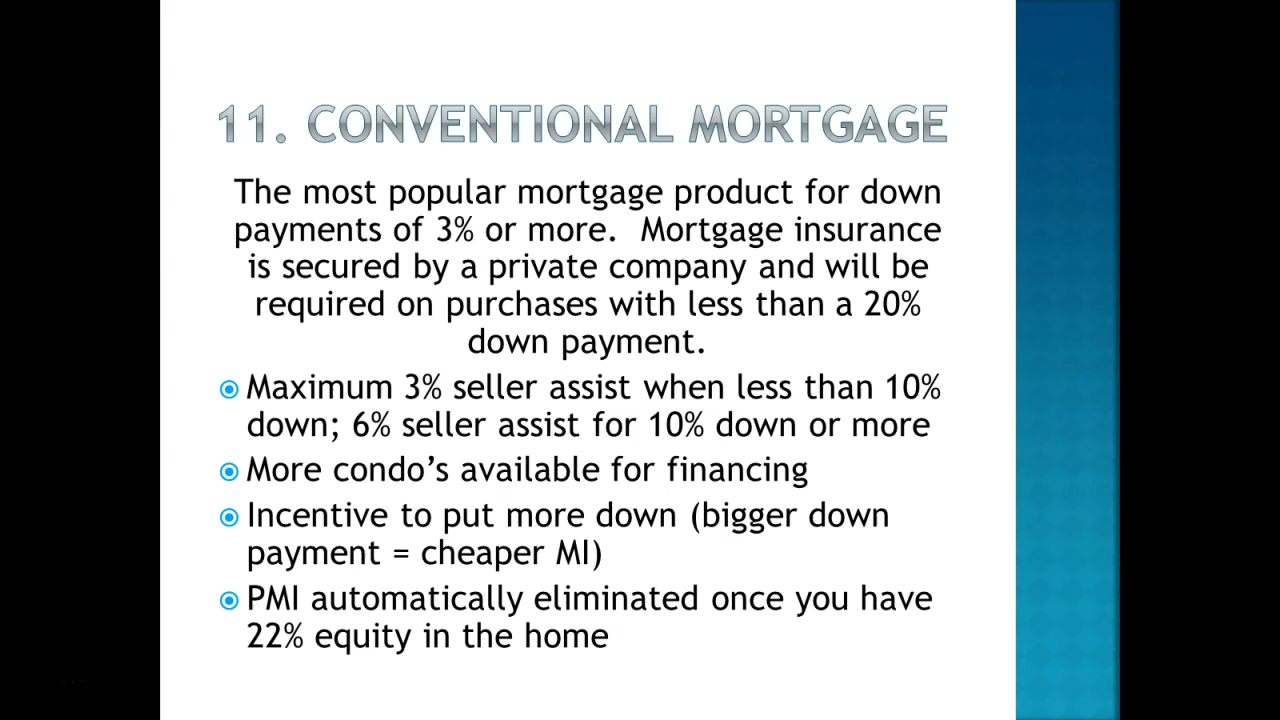 11. CONVENTIONAL MORTGAGE
The most popular mortgage product for down
payments of 3% or more.  Mortgage insurance
is secured by a private company and will be
required on purchases with less than a 20%
down payment.
Maximum 3% seller assist when less than 10%
down; 6% seller assist for 10% down or more
More condo’s available for financing
Incentive to put more down (bigger down
payment = cheaper MI)
PMI automatically eliminated once you have
22% equity in the home